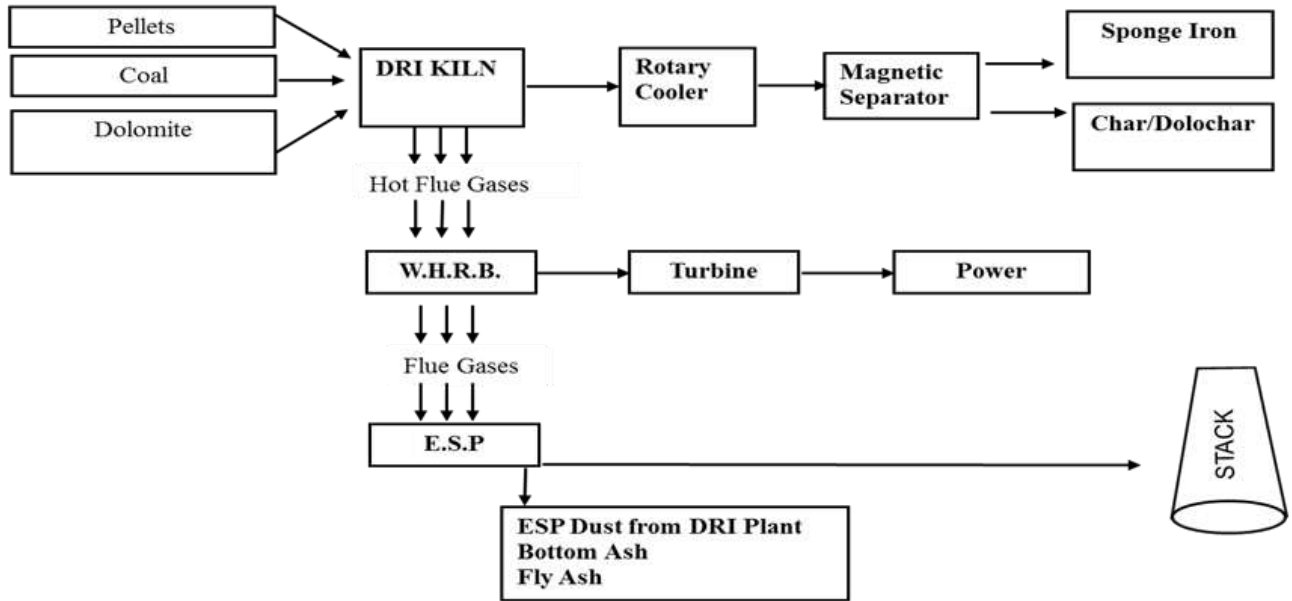 Pellets
Coal
Dolomite
DRI KILN
Rotary
Cooler
Magnetic
Separator
Sponge Iron
Char/Dolochar
Hot Flue Gases
W.H.R.B.
Turbine
Power
Flue Gases
E.S.P
STACK
ESP Dust from DRI Plant
Bottom Ash
Fly Ash